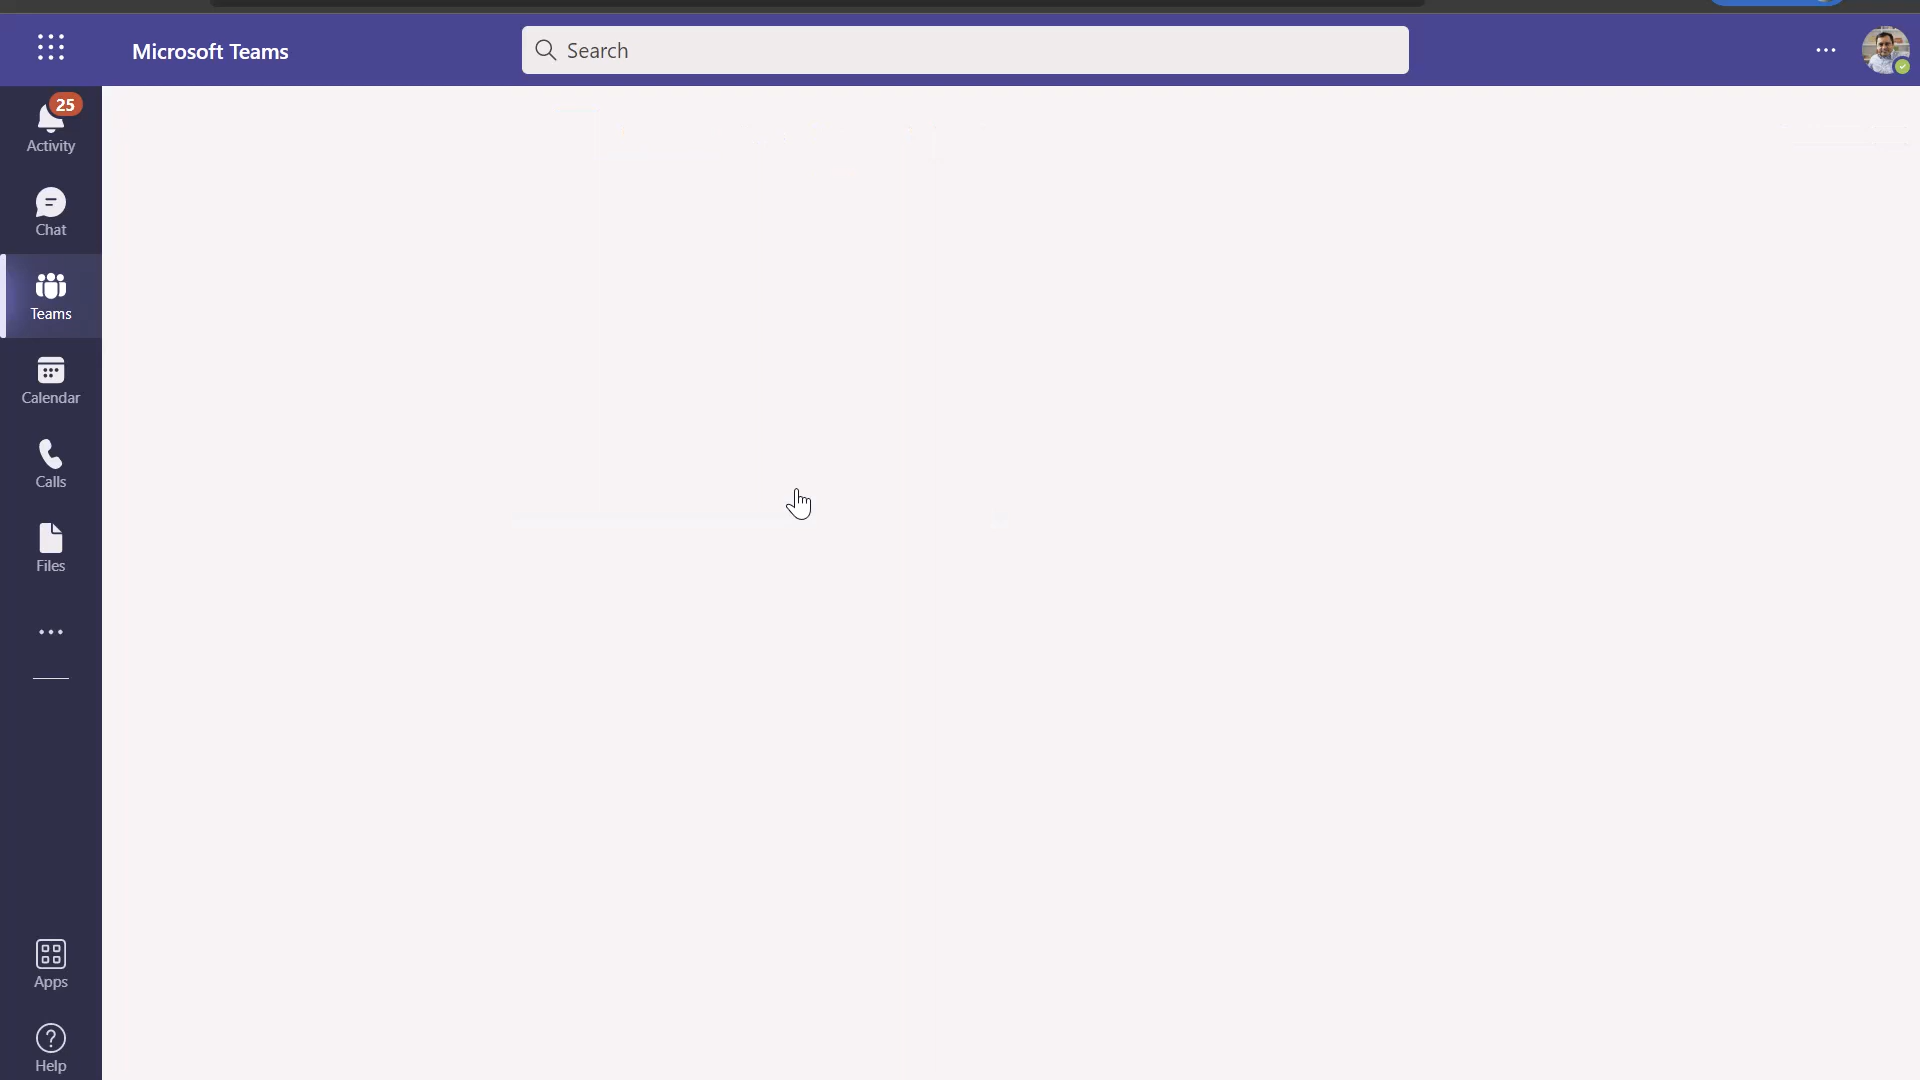 Microsoft Teams
Search
25
Activity
Chat
Teams
Calendar
Calls
Files
Apps
Help